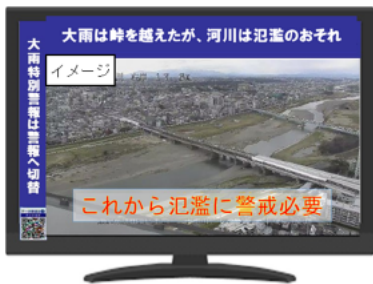 大雨は峠を越えたが、河川は氾濫のおそれ
大雨特別警報は警報へ切替
イメージ
これから氾濫に警戒必要